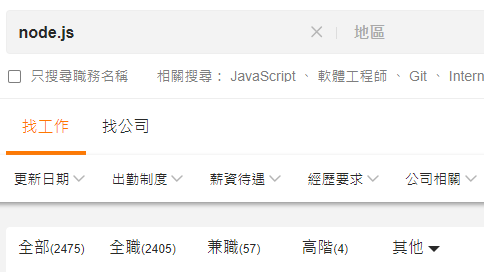 node.js 地區
只搜尋職務名稱 相關搜尋： JavaScript 、 軟體工程師 、 Git 、 Intern
找工作 找公司
更新日期 出勤制度 薪資待遇 經歷要求 公司相關
全部(2475) 全職(2405) 兼職(57) 高階(4) 其他